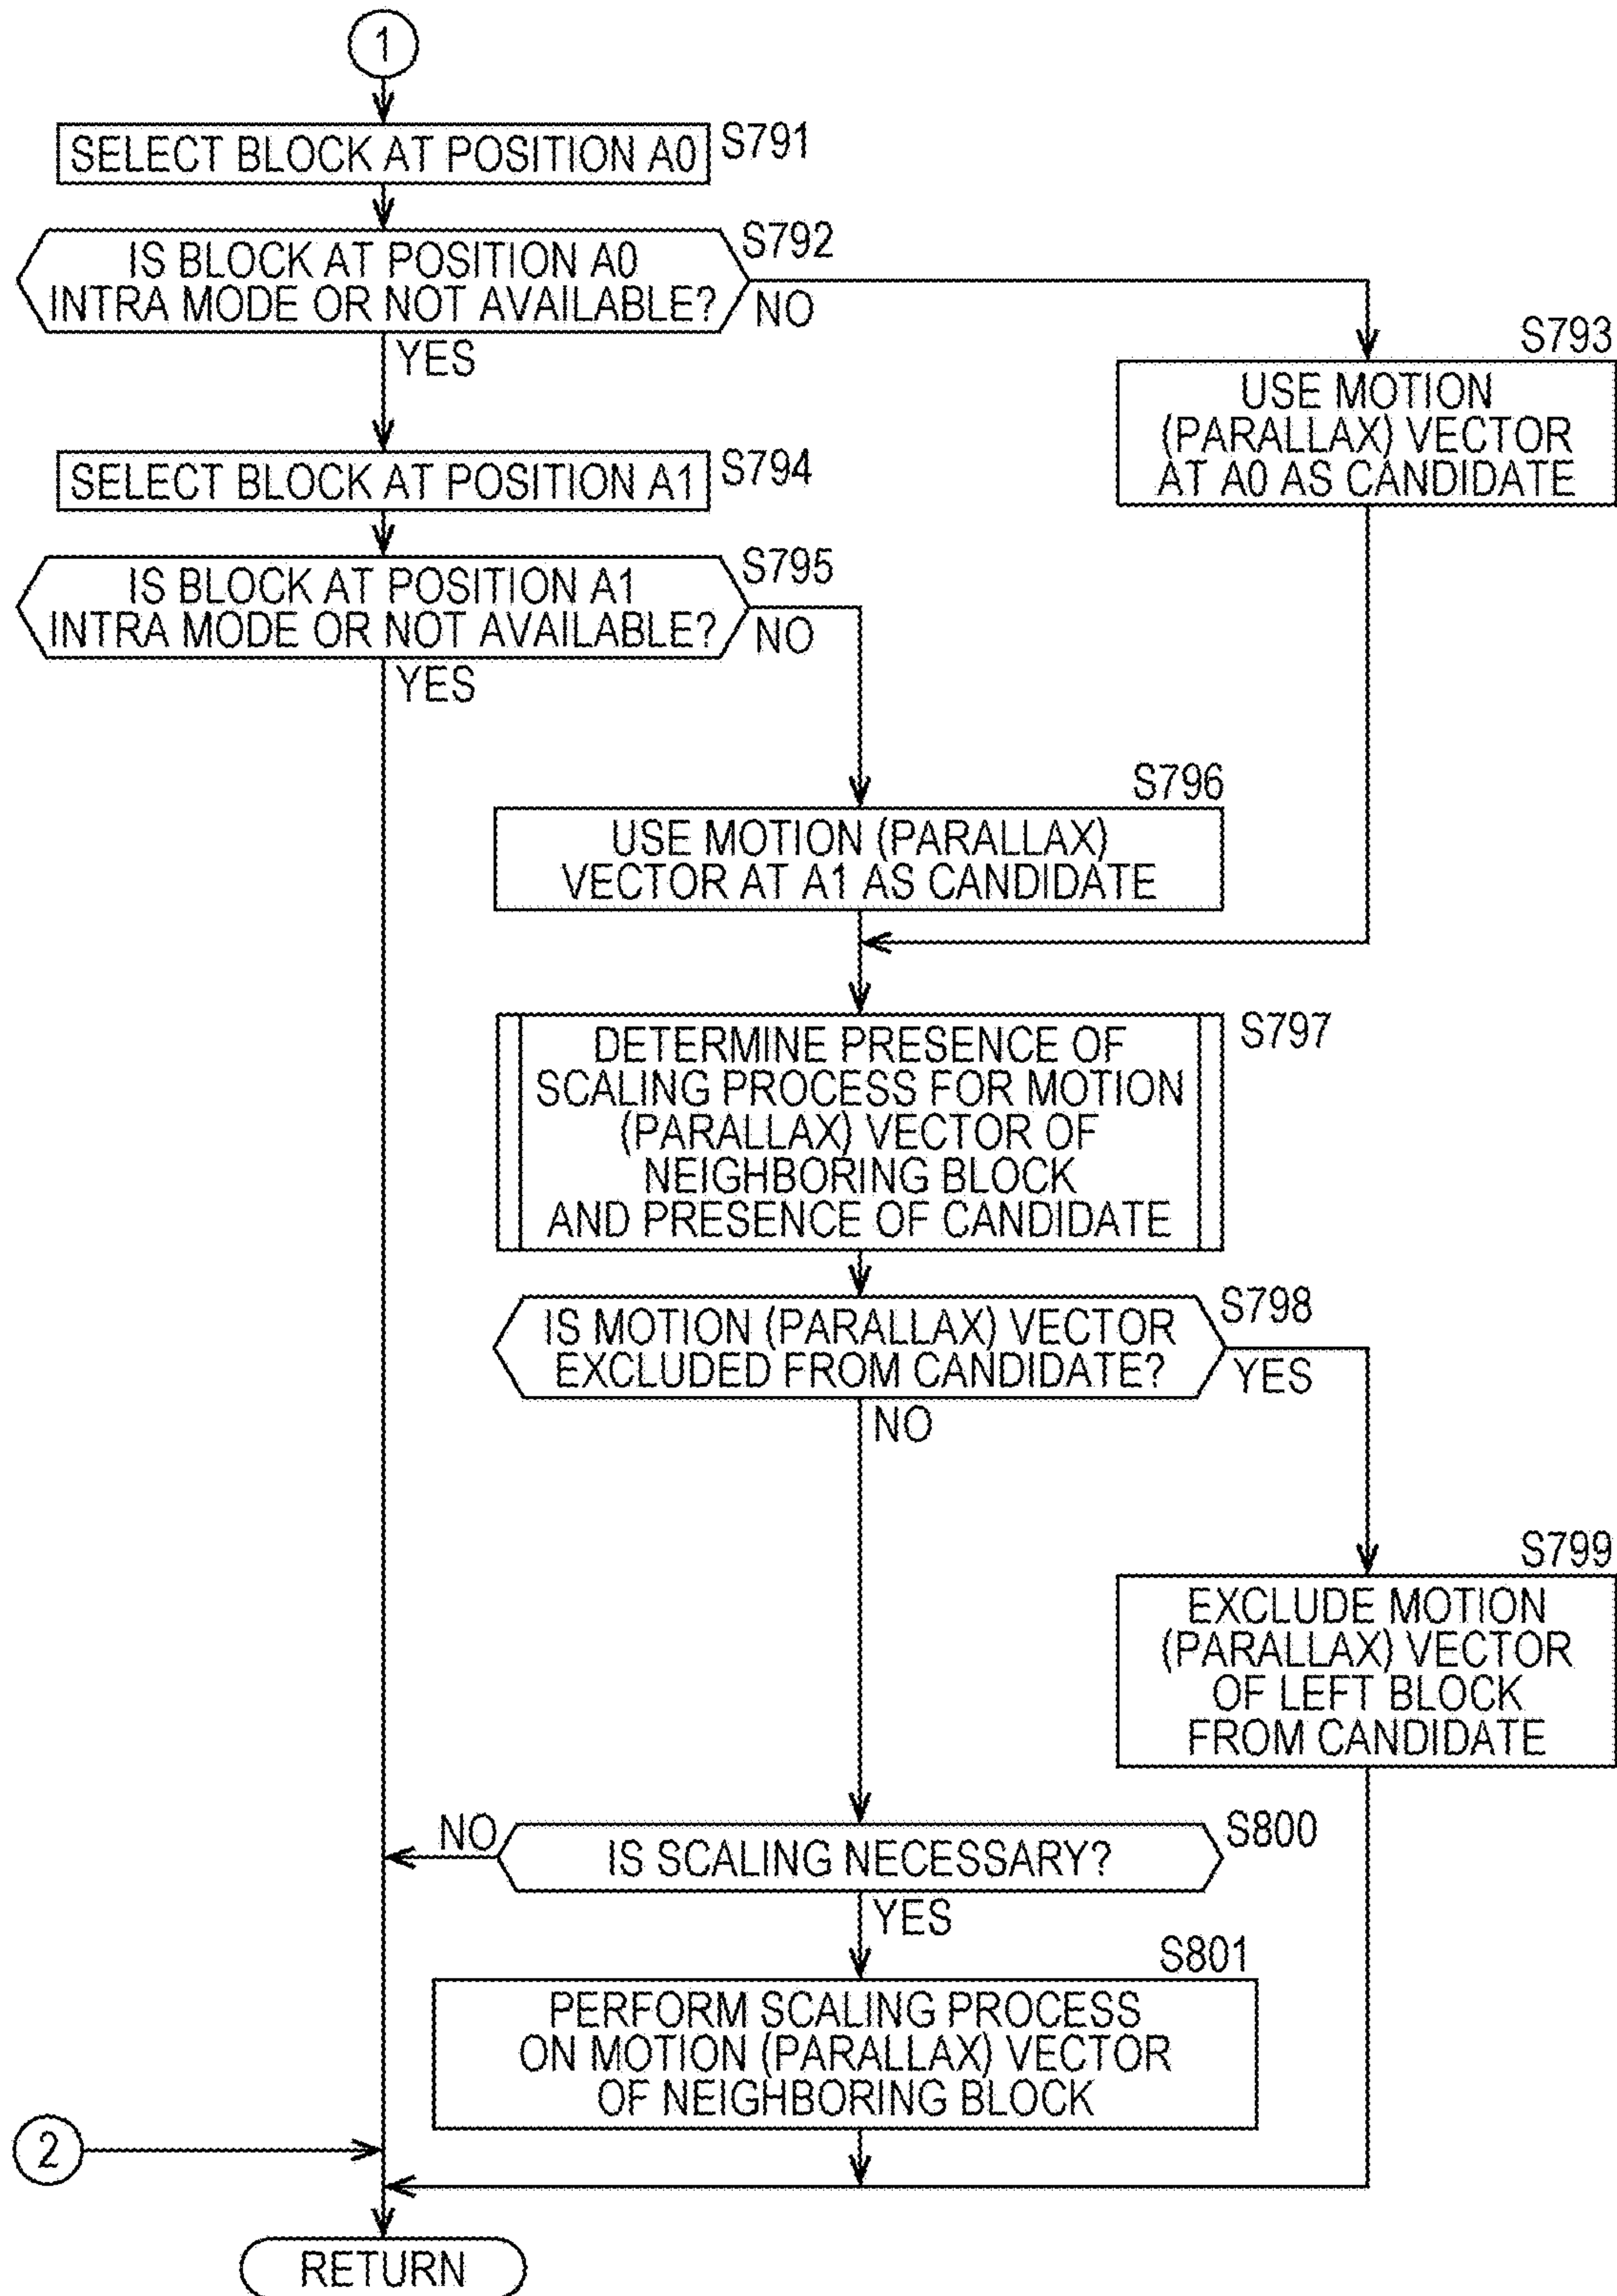 1
SELECT BLOCK AT POSITION A0
S791
IS BLOCK AT POSITION A0
INTRA MODE OR NOT AVAILABLE?
S792
NO
YES
S793
USE MOTION
(PARALLAX) VECTOR
AT A0 AS CANDIDATE
SELECT BLOCK AT POSITION A1
S794
IS BLOCK AT POSITION A1
INTRA MODE OR NOT AVAILABLE?
S795
NO
YES
S796
USE MOTION (PARALLAX)
VECTOR AT A1 AS CANDIDATE
S797
DETERMINE PRESENCE OF
SCALING PROCESS FOR MOTION
(PARALLAX) VECTOR OF
NEIGHBORING BLOCK
AND PRESENCE OF CANDIDATE
S798
IS MOTION (PARALLAX) VECTOR
EXCLUDED FROM CANDIDATE?
YES
NO
S799
EXCLUDE MOTION
(PARALLAX) VECTOR
OF LEFT BLOCK
FROM CANDIDATE
NO
IS SCALING NECESSARY?
S800
YES
S801
PERFORM SCALING PROCESS
ON MOTION (PARALLAX) VECTOR
OF NEIGHBORING BLOCK
2
RETURN